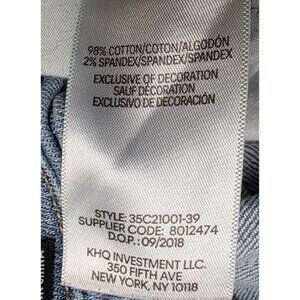 98% COTTON/COTON/ALGODÓN
2% SPANDEX/SPANDEX/SPANDEX
EXCLUSIVE OF DECORATION
SAUF DÉCORATION
EXCLUSIVO DE DECORACIÓN
STYLE: 35C21001-39
SUPPLIER CODE: 8012474
D.O.P.: 09/2018
KHQ INVESTMENT LLC.
350 FIFTH AVE
NEW YORK, NY 10118